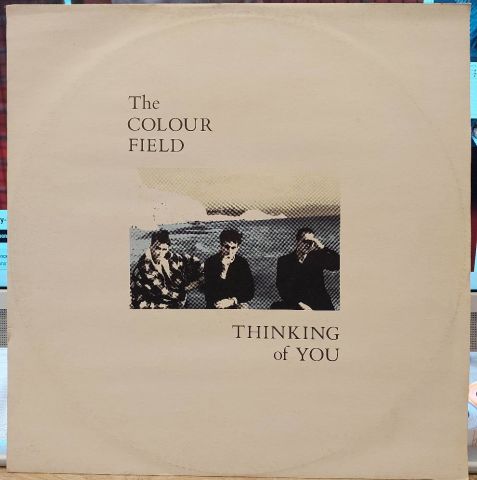 The
COLOUR
FIELD
THINKING
of YOU